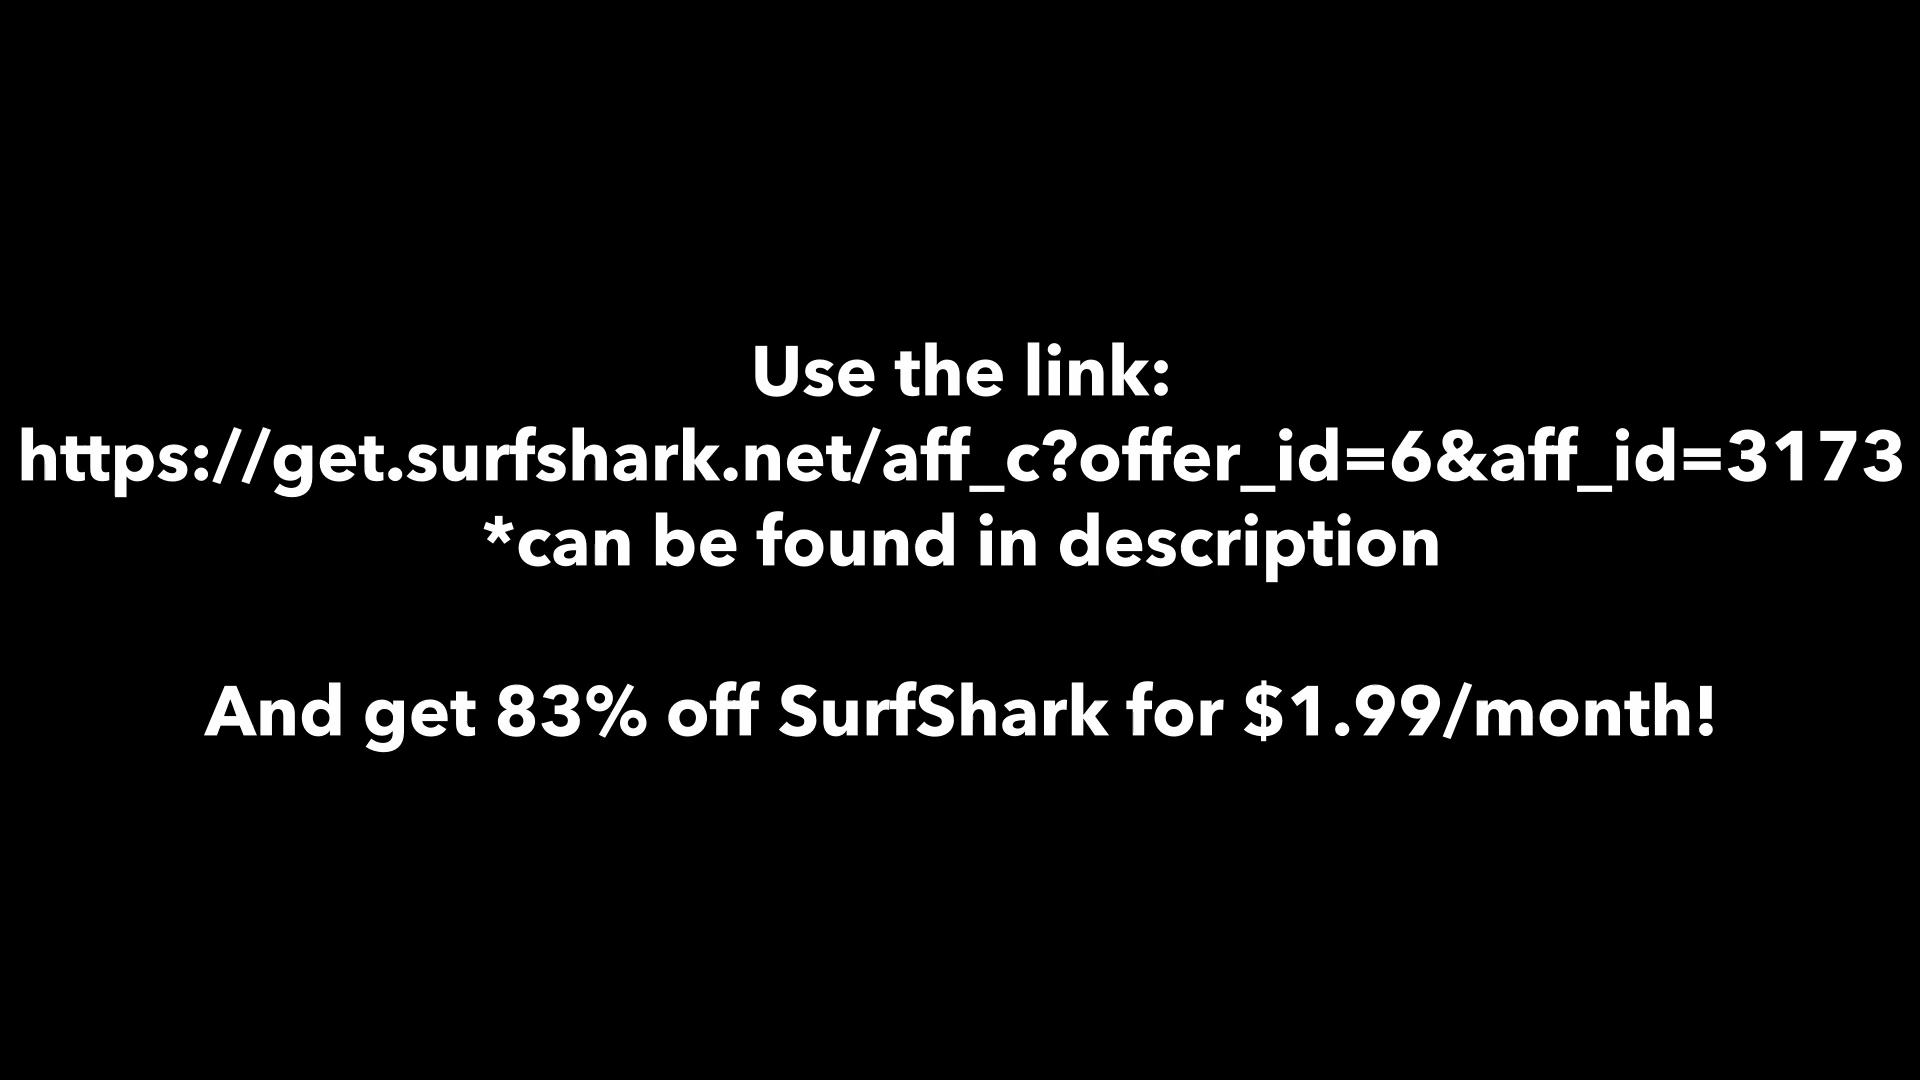 Use the link:
https://get.surfshark.net/aff_c?offer_id=6&aff_id=3173
*can be found in description
And get 83% off SurfShark for $1.99/month!